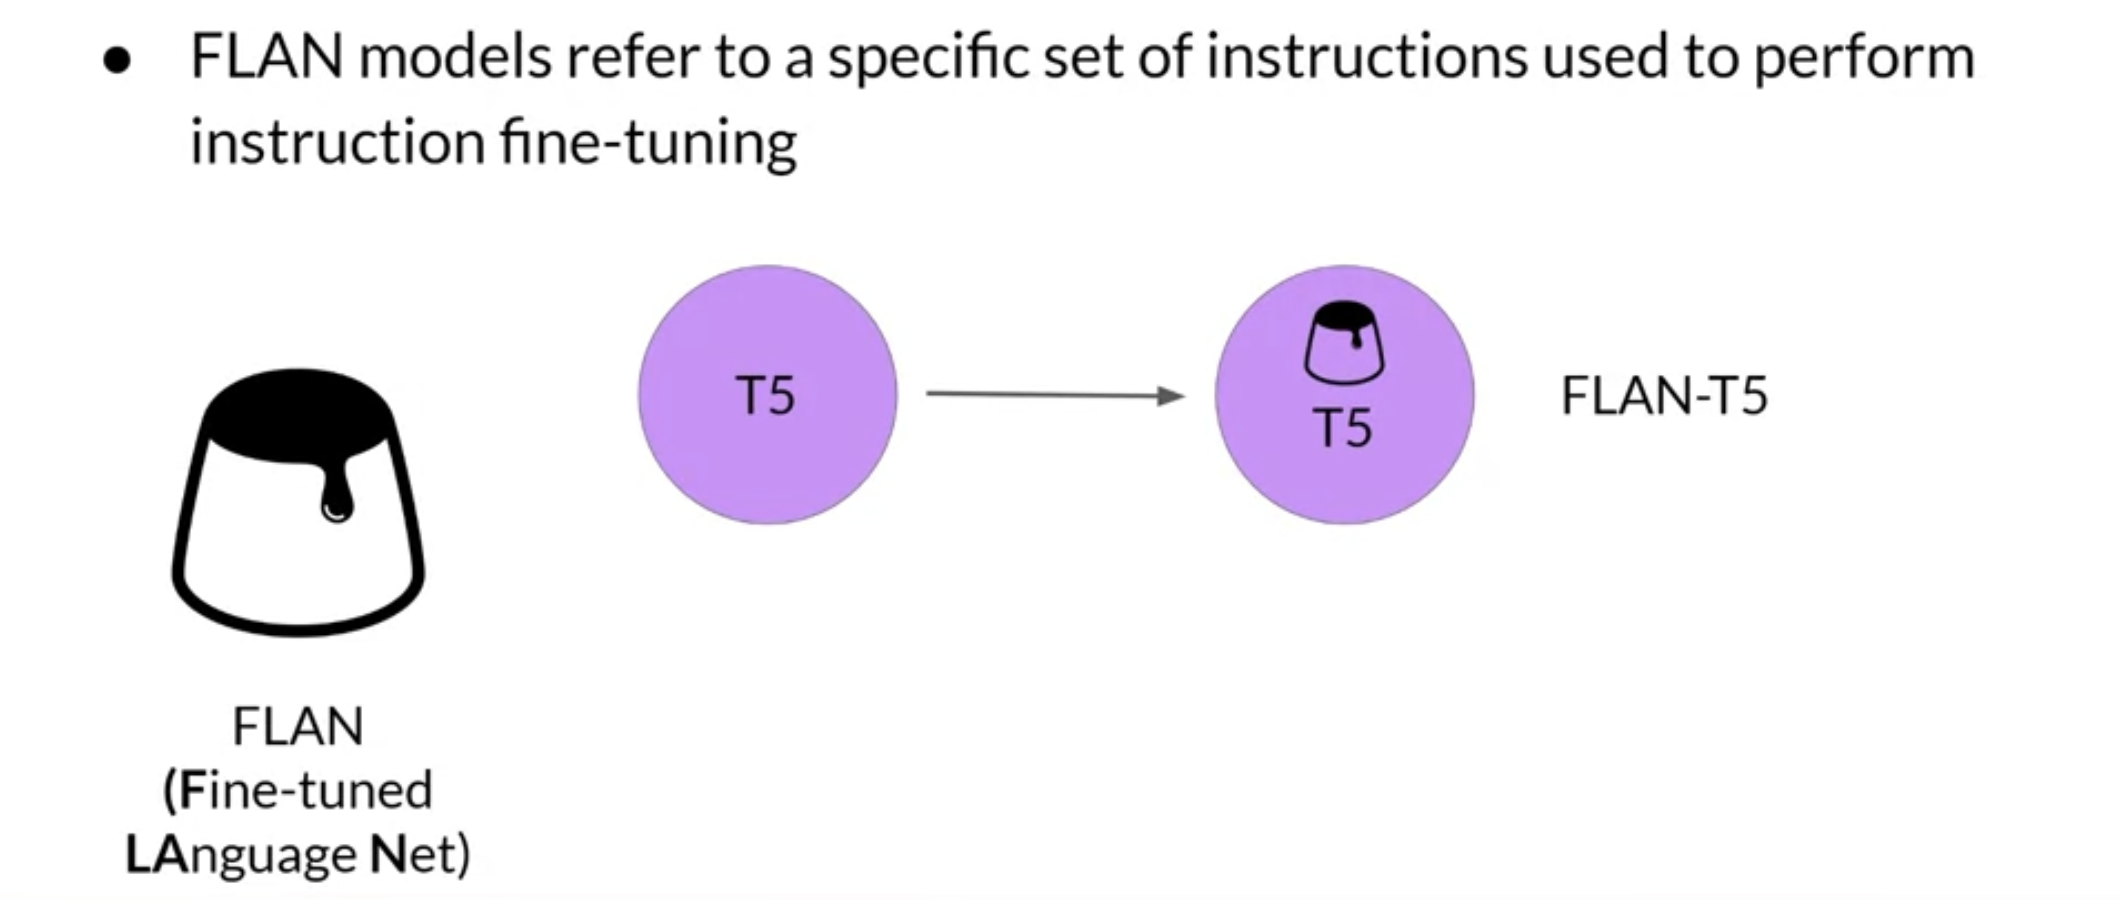 ● FLAN models refer to a specific set of instructions used to perform
instruction fine-tuning
T5
T5
FLAN-T5
FLAN
(Fine-tuned
LAnguage Net)